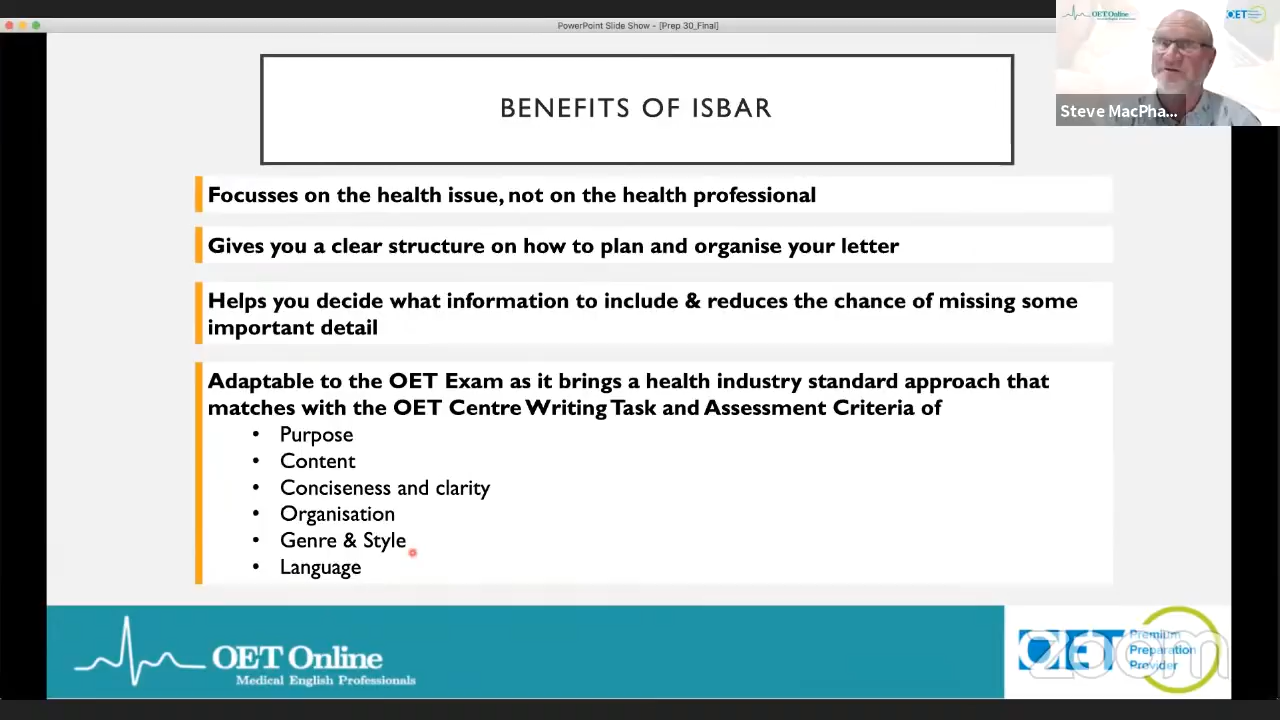 PowerPoint Slide Show - [Prep 30_Final]
OET Online
OET
Steve MacPha...
BENEFITS OF ISBAR
Focusses on the health issue, not on the health professional
Gives you a clear structure on how to plan and organise your letter
Helps you decide what information to include & reduces the chance of missing some
important detail
Adaptable to the OET Exam as it brings a health industry standard approach that
matches with the OET Centre Writing Task and Assessment Criteria of
• Purpose
• Content
• Conciseness and clarity
• Organisation
• Genre & Style
• Language
OET Online
Medical English Professionals
OET
Premium
Preparation
Provider
zoom